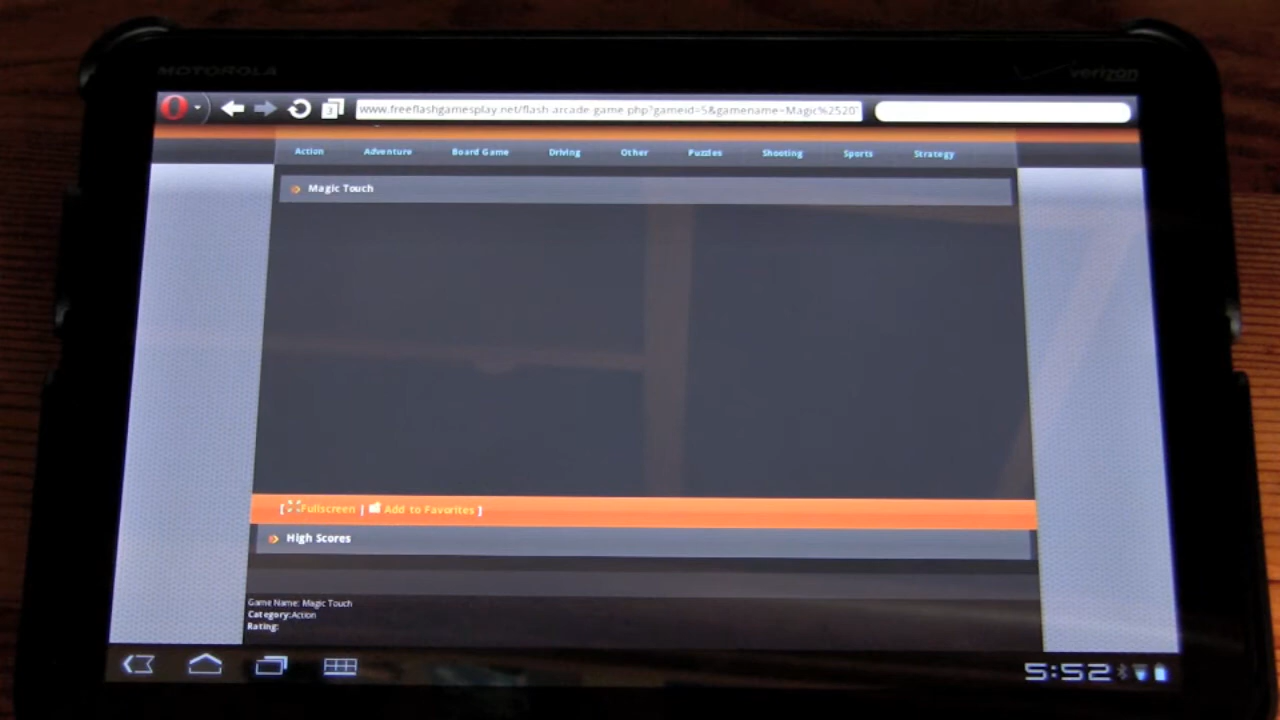 MOTOROLA
verizon
3 www.freeflashgamesplay.net/flash-arcade-game.php?gameid=5&gamename=Magic%2520
Action Adventure Board Game Driving Other Puzzles Shooting Sports Strategy
Magic Touch
[ Fullscreen | Add to Favorites ]
High Scores
Game Name: Magic Touch
Category:Action
Rating:
5:52